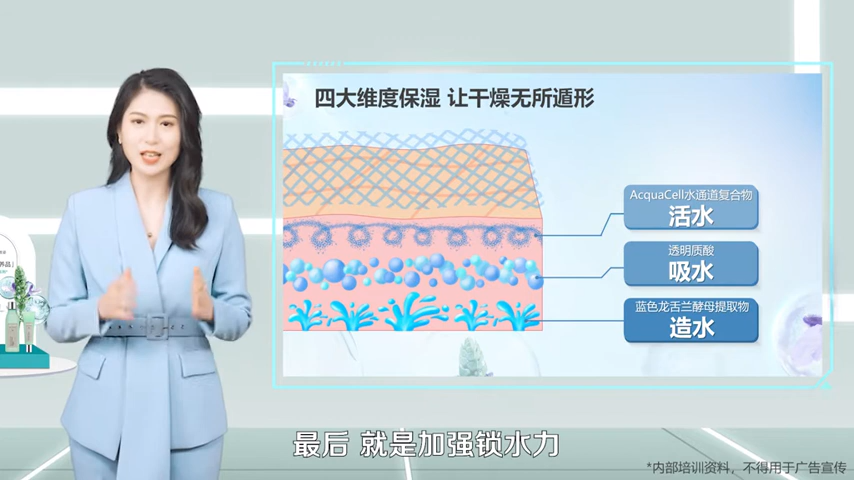 四大维度保湿 让干燥无所遁形
AcquaCell水通道复合物
活水
透明质酸
吸水
蓝色龙舌兰酵母提取物
造水
最后 就是加强锁水力
*内部培训资料，不得用于广告宣传